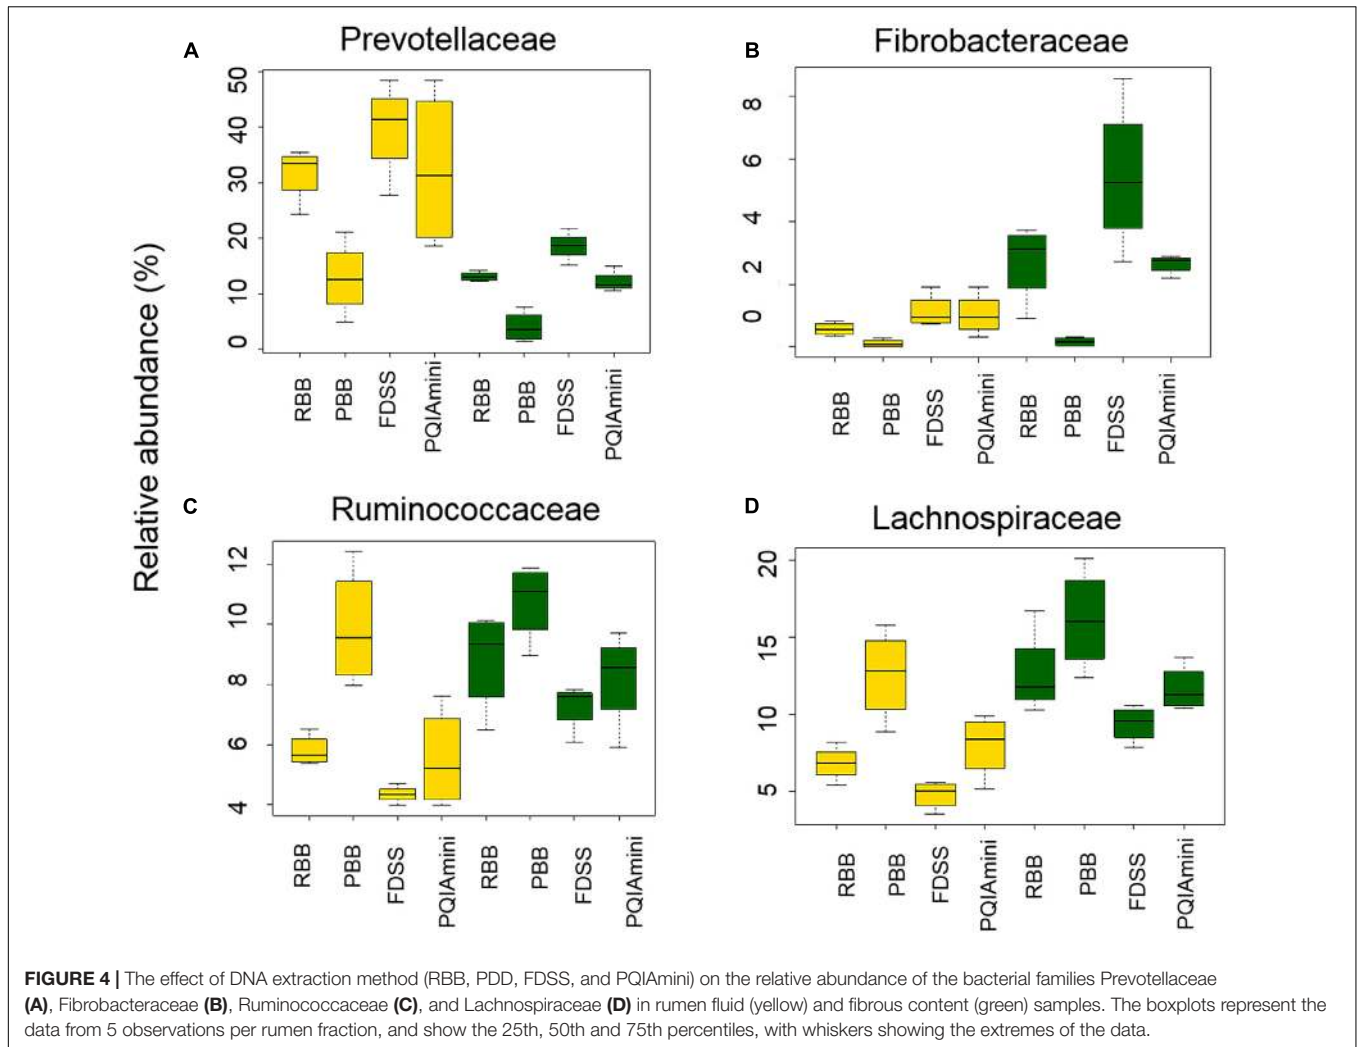 A
Prevotellaceae
50
40
30
20
10
0
RBB
PBB
FDSS
PQIAmini
RBB
PBB
FDSS
PQIAmini
B
Fibrobacteraceae
8
6
4
2
0
RBB
PBB
FDSS
PQIAmini
RBB
PBB
FDSS
PQIAmini
Relative abundance (%)
C
Ruminococcaceae
12
10
8
6
4
RBB
PBB
FDSS
PQIAmini
RBB
PBB
FDSS
PQIAmini
D
Lachnospiraceae
20
15
10
5
RBB
PBB
FDSS
PQIAmini
RBB
PBB
FDSS
PQIAmini
FIGURE 4 | The effect of DNA extraction method (RBB, PDD, FDSS, and PQIAmini) on the relative abundance of the bacterial families Prevotellaceae
(A), Fibrobacteraceae (B), Ruminococcaceae (C), and Lachnospiraceae (D) in rumen fluid (yellow) and fibrous content (green) samples. The boxplots represent the
data from 5 observations per rumen fraction, and show the 25th, 50th and 75th percentiles, with whiskers showing the extremes of the data.